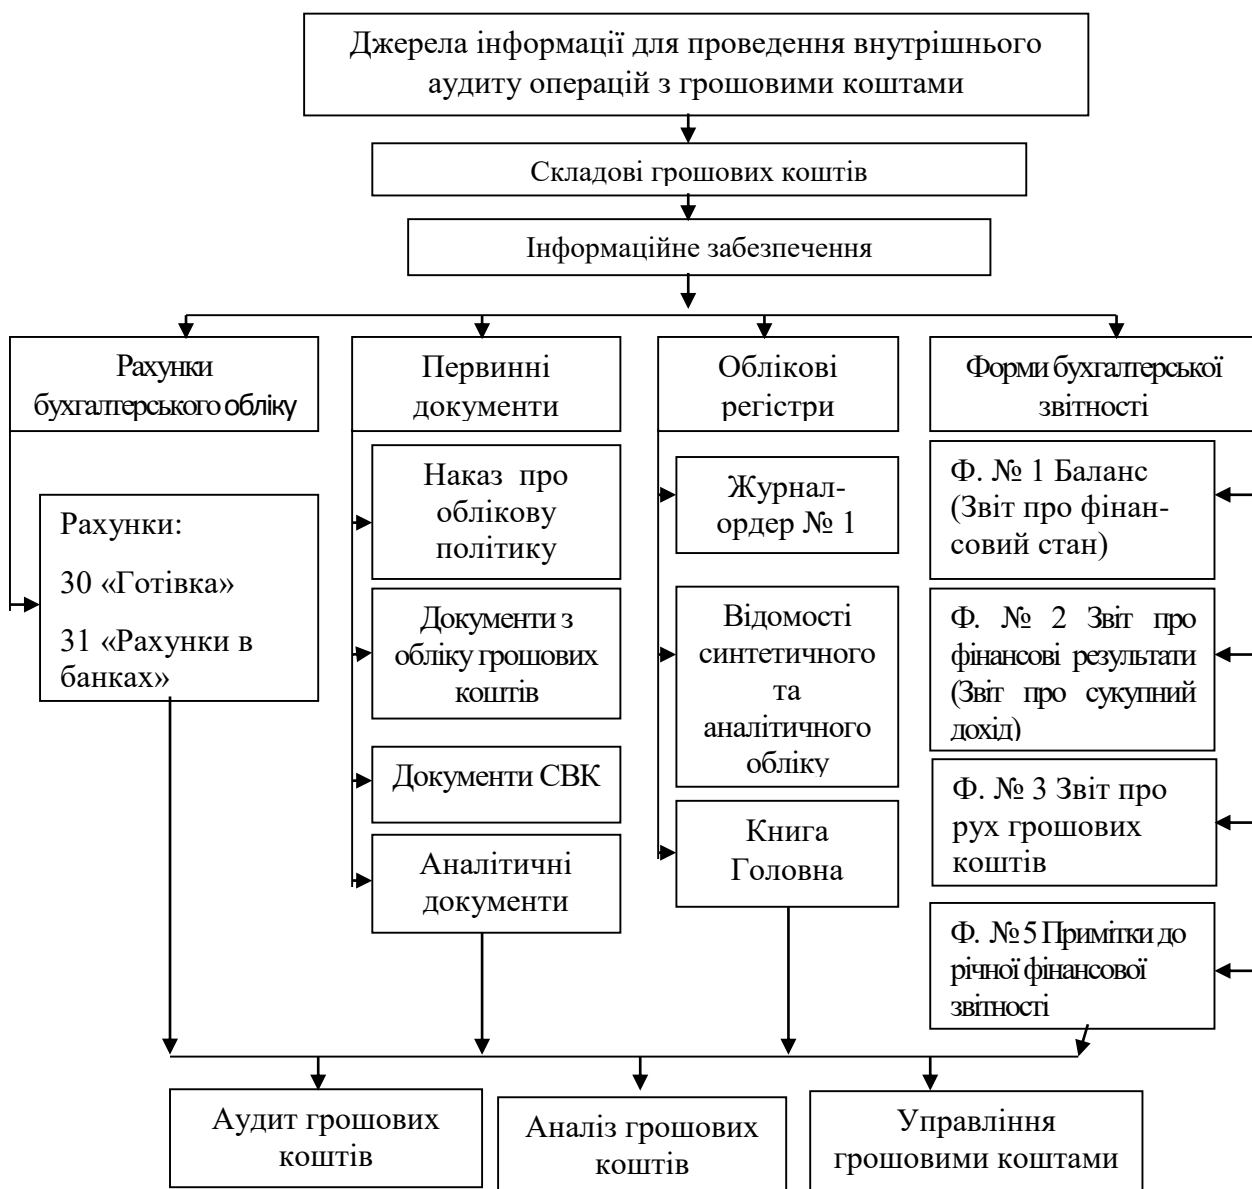 Джерела інформації для проведення внутрішнього
аудиту операцій з грошовими коштами
Складові грошових коштів
Інформаційне забезпечення
Рахунки
бухгалтерського обліку
Первинні
документи
Облікові
регістри
Форми бухгалтерської
звітності
Рахунки:
30 «Готівка»
31 «Рахунки в
банках»
Наказ про
облікову
політику
Документи з
обліку грошових
коштів
Документи СВК
Аналітичні
документи
Журнал-
ордер № 1
Відомості
синтетичного
та
аналітичного
обліку
Книга
Головна
Ф. № 1 Баланс
(Звіт про фінан-
совий стан)
Ф. № 2 Звіт про
фінансові результати
(Звіт про сукупний
дохід)
Ф. № 3 Звіт про
рух грошових
коштів
Ф. № 5 Примітки до
річної фінансової
звітності
Аудит грошових
коштів
Аналіз грошових
коштів
Управління
грошовими коштами